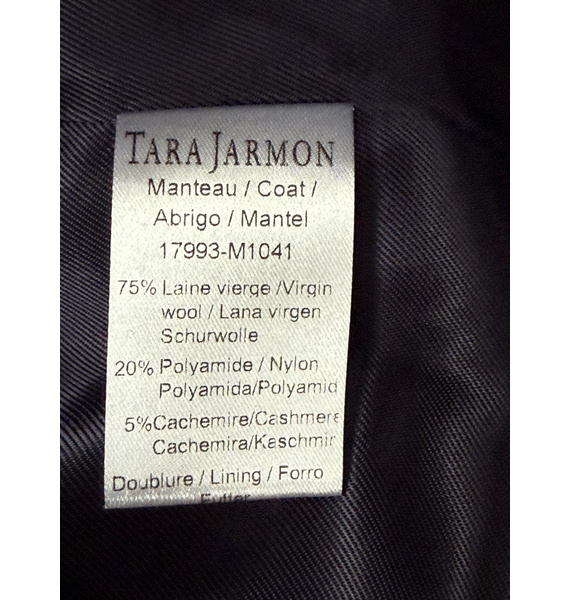 TARA JARMON
Manteau / Coat /
Abrigo / Mantel
17993-M1041
75% Laine vierge /Virgin
wool / Lana virgen
Schurwolle
20% Polyamide / Nylon
Polyamida/Polyamid
5%Cachemire/Cashmere
Cachemira/Kaschmir
Doublure / Lining / Forro
Futter